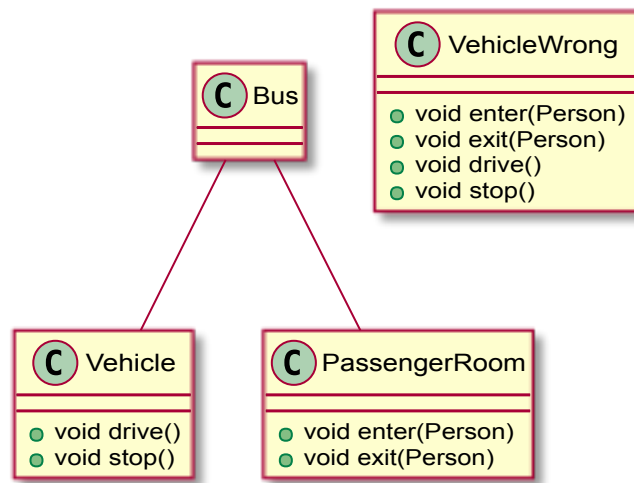 C Bus
C VehicleWrong
void enter(Person)
void exit(Person)
void drive()
void stop()
C Vehicle
void drive()
void stop()
C PassengerRoom
void enter(Person)
void exit(Person)